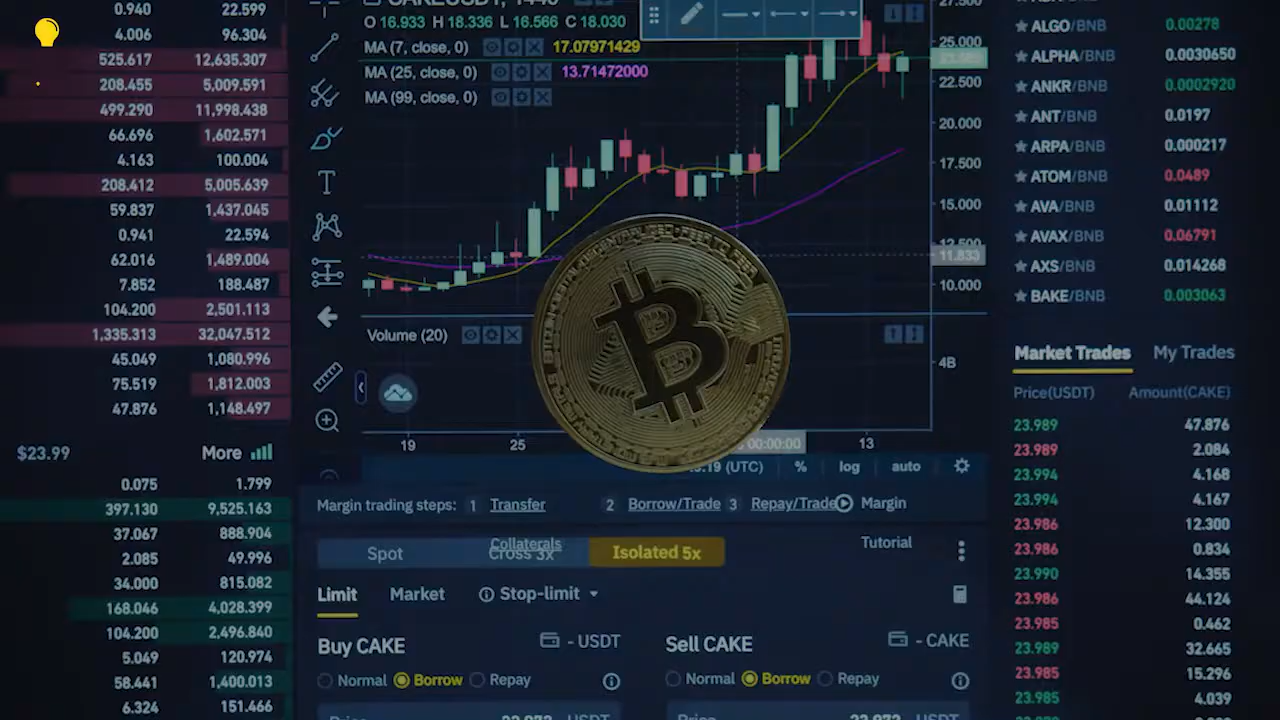 0.940 22.599
4.006 96.304
525.617 12,635.307
208.455 5,009.591
499.290 11,998.438
66.696 1,602.571
4.163 100.004
208.412 5,005.639
59.837 1,437.045
0.941 22.594
62.016 1,489.004
7.852 188.487
104.200 2,501.113
1,335.313 32,047.512
45.049 1,080.996
75.519 1,812.003
47.876 1,148.497
$23.99 More
0.075 1.799
397.130 9,525.163
37.067 888.904
2.085 49.996
34.000 815.082
168.046 4,028.399
104.200 2,496.840
5.049 120.974
58.441 1,400.013
6.324 151.466
O 16.933 H 18.336 L 16.566 C 18.030
MA (7, close, 0) 17.07971429
MA (25, close, 0) 13.71472000
MA (99, close, 0)
27.500
25.000
22.500
20.000
17.500
15.000
12.500
11.833
10.000
Volume (20)
4B
19 25 00:00:00 13
(UTC) % log auto
Margin trading steps: 1 Transfer 2 Borrow/Trade 3 Repay/Trade Margin
Collaterals Tutorial
Spot Cross 3x Isolated 5x
Limit Market Stop-limit
Buy CAKE - USDT Sell CAKE - CAKE
Normal Borrow Repay Normal Borrow Repay
ALGO/BNB 0.00278
ALPHA/BNB 0.0030650
ANKR/BNB 0.0002920
ANT/BNB 0.0197
ARPA/BNB 0.000217
ATOM/BNB 0.0489
AVA/BNB 0.01112
AVAX/BNB 0.06791
AXS/BNB 0.014268
BAKE/BNB 0.003063
Market Trades My Trades
Price(USDT) Amount(CAKE)
23.989 47.876
23.989 2.084
23.994 4.168
23.994 4.167
23.986 12.300
23.986 0.834
23.990 14.355
23.986 44.124
23.985 0.462
23.989 32.665
23.985 15.296
23.985 4.039